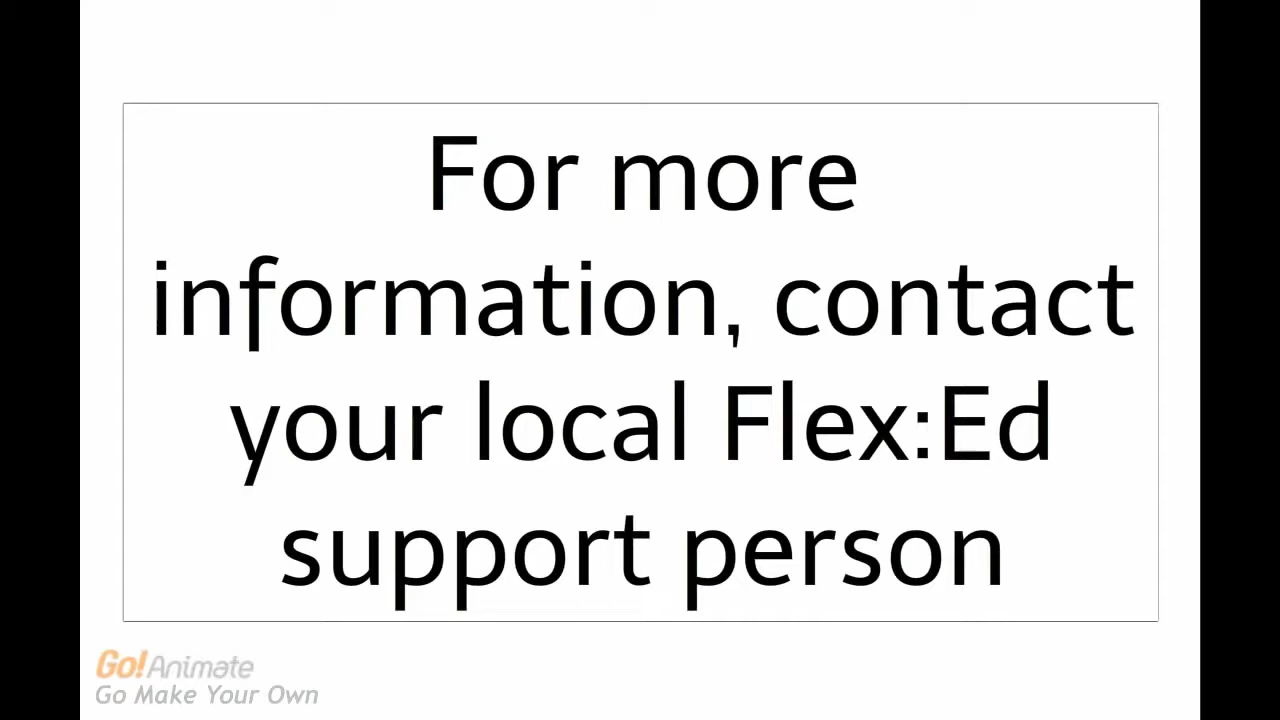 For more
information, contact
your local Flex:Ed
support person
Go!Animate
Go Make Your Own